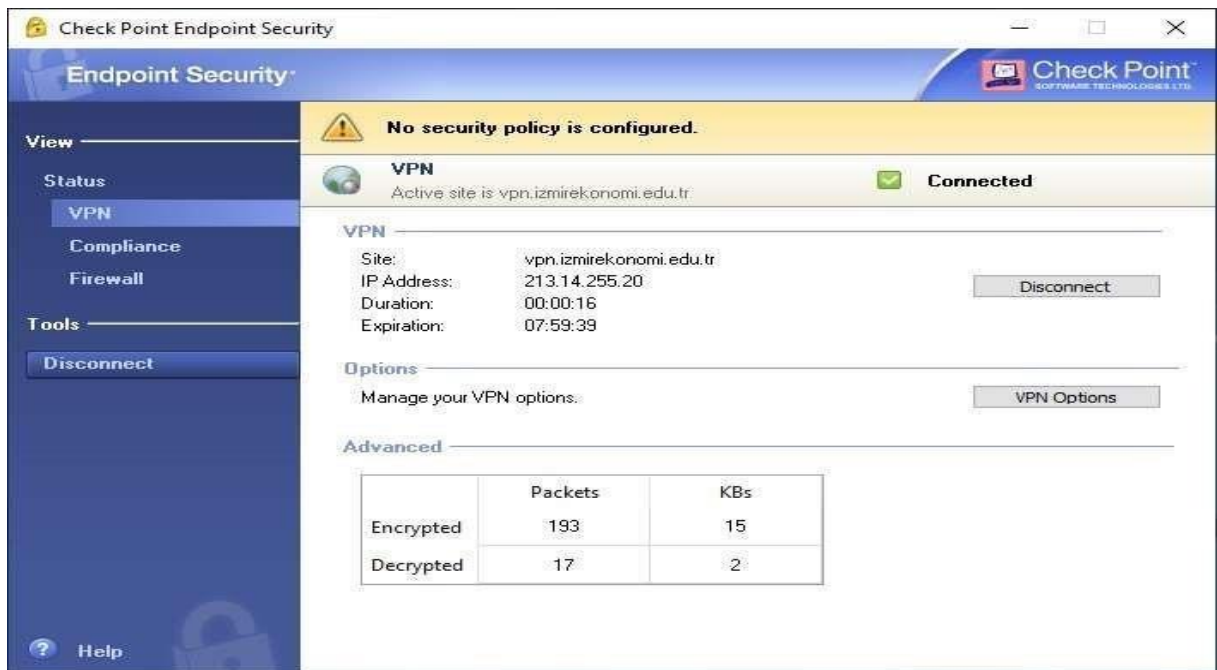 Check Point Endpoint Security
Endpoint Security
Check Point
SOFTWARE TECHNOLOGIES LTD.
View
Status
VPN
Compliance
Firewall
Tools
Disconnect
Help
No security policy is configured.
VPN
Active site is vpn.izmirekonomi.edu.tr
Connected
VPN
Site: vpn.izmirekonomi.edu.tr
IP Address: 213.14.255.20
Duration: 00:00:16
Expiration: 07:59:39
Disconnect
Options
Manage your VPN options.
VPN Options
Advanced
Packets KBs
Encrypted 193 15
Decrypted 17 2